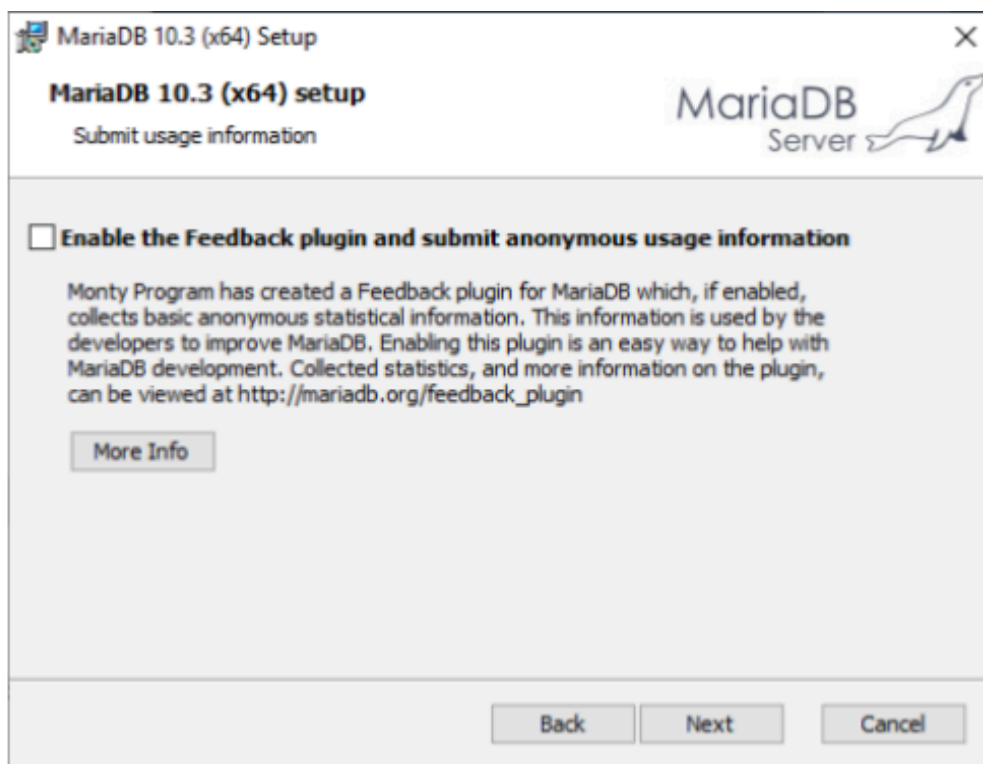 MariaDB 10.3 (x64) Setup
MariaDB 10.3 (x64) setup
Submit usage information
MariaDB
Server
Enable the Feedback plugin and submit anonymous usage information
Monty Program has created a Feedback plugin for MariaDB which, if enabled,
collects basic anonymous statistical information. This information is used by the
developers to improve MariaDB. Enabling this plugin is an easy way to help with
MariaDB development. Collected statistics, and more information on the plugin,
can be viewed at http://mariadb.org/feedback_plugin
More Info
Back Next Cancel